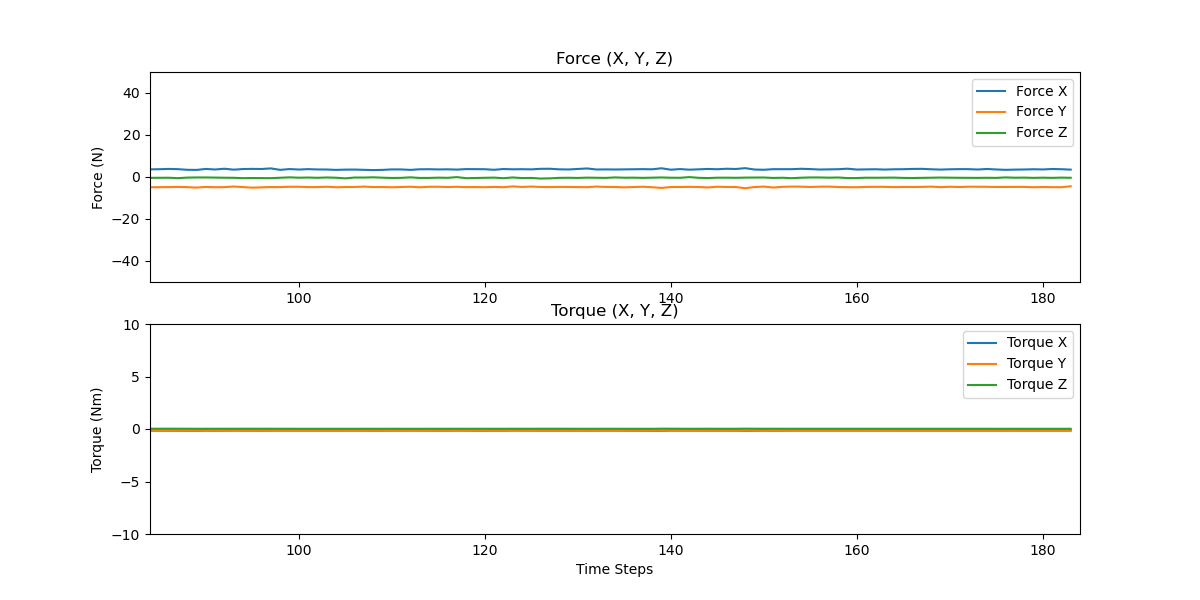 Force (X, Y, Z)
Force (N)
40
20
0
−20
−40
Force X
Force Y
Force Z
100 120 140 160 180
Torque (X, Y, Z)
Torque (Nm)
10
5
0
−5
−10
Torque X
Torque Y
Torque Z
100 120 140 160 180
Time Steps